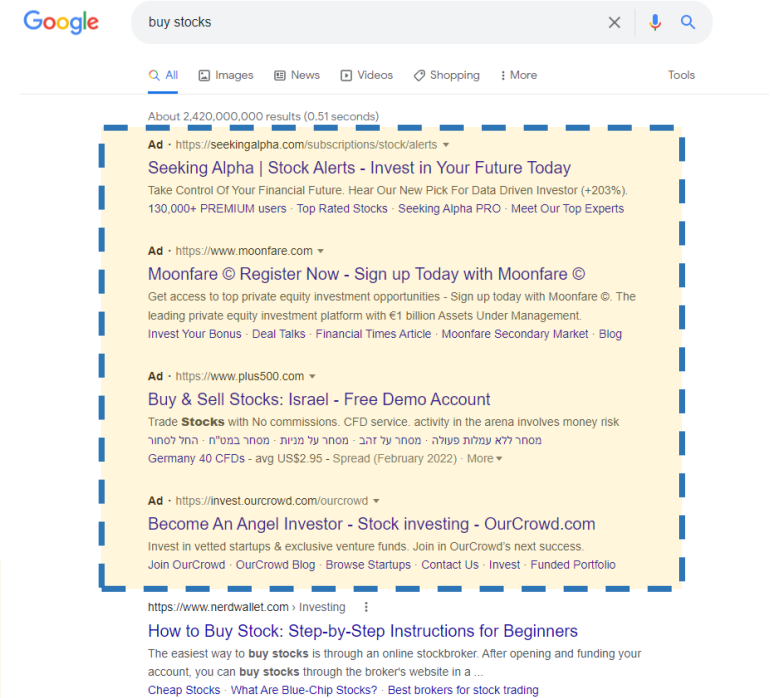 Google
buy stocks
All Images News Videos Shopping More Tools
About 2,420,000,000 results (0.51 seconds)
Ad · https://seekingalpha.com/subscriptions/stock/alerts
Seeking Alpha | Stock Alerts - Invest in Your Future Today
Take Control Of Your Financial Future. Hear Our New Pick For Data Driven Investor (+203%).
130,000+ PREMIUM users · Top Rated Stocks · Seeking Alpha PRO · Meet Our Top Experts
Ad · https://www.moonfare.com
Moonfare © Register Now - Sign up Today with Moonfare ©
Get access to top private equity investment opportunities - Sign up today with Moonfare ©. The
leading private equity investment platform with €1 billion Assets Under Management.
Invest Your Bonus · Deal Talks · Financial Times Article · Moonfare Secondary Market · Blog
Ad · https://www.plus500.com
Buy & Sell Stocks: Israel - Free Demo Account
Trade Stocks with No commissions. CFD service. activity in the arena involves money risk
מסחר ללא עמלות פעולה · מסחר על זהב · מסחר על מניות · מסחר במט"ח · החל לסחור
Germany 40 CFDs - avg US$2.95 - Spread (February 2022) · More
Ad · https://invest.ourcrowd.com/ourcrowd
Become An Angel Investor - Stock investing - OurCrowd.com
Invest in vetted startups & exclusive venture funds. Join in OurCrowd's next success.
Join OurCrowd · OurCrowd Blog · Browse Startups · Contact Us · Invest · Funded Portfolio
https://www.nerdwallet.com › Investing
How to Buy Stock: Step-by-Step Instructions for Beginners
The easiest way to buy stocks is through an online stockbroker. After opening and funding your
account, you can buy stocks through the broker's website in a ...
Cheap Stocks · What Are Blue-Chip Stocks? · Best brokers for stock trading